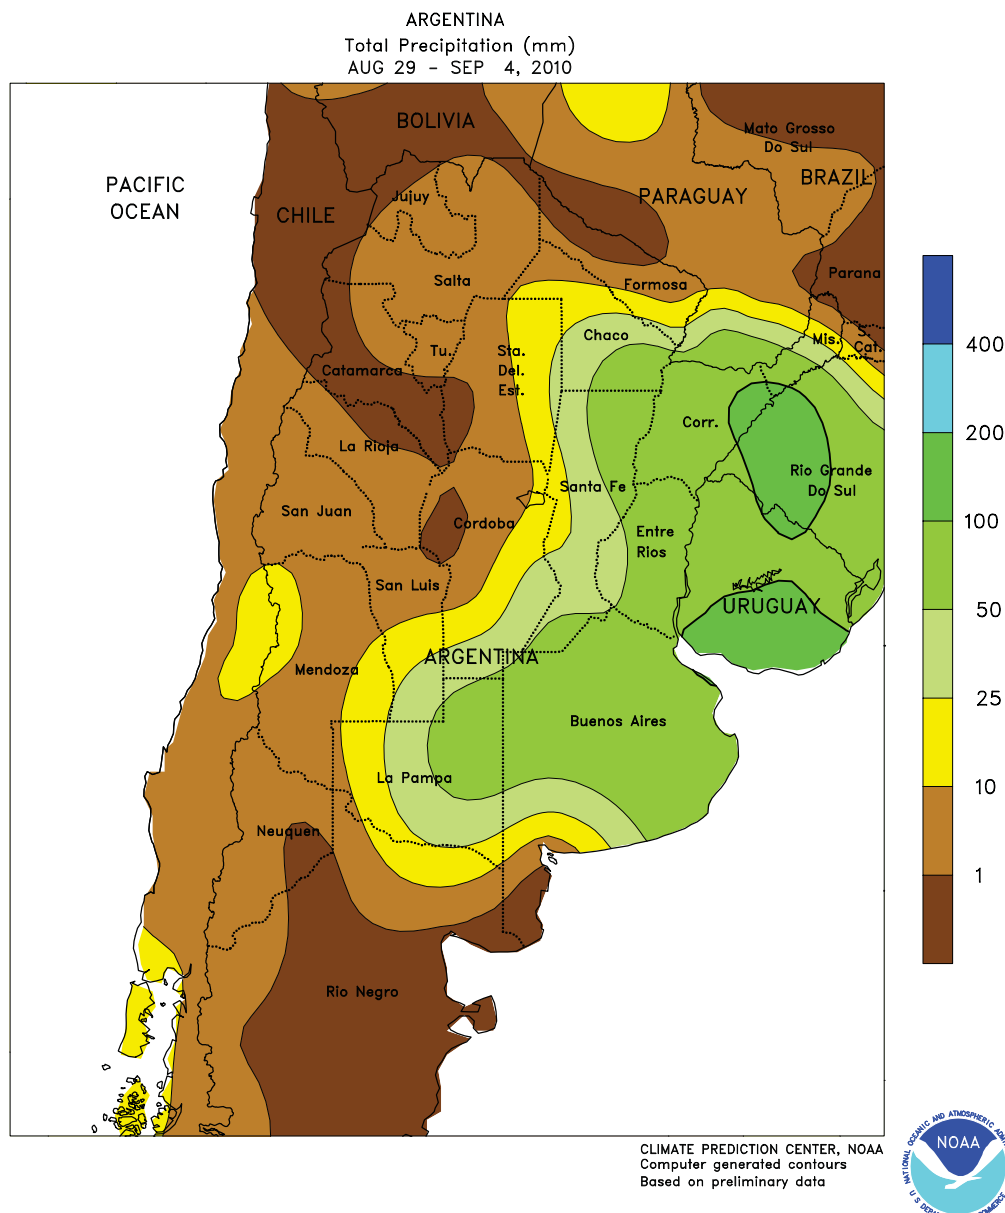 ARGENTINA
Total Precipitation (mm)
AUG 29 - SEP 4, 2010
BOLIVIA
Mato Grosso
Do Sul
PACIFIC
OCEAN
BRAZIL
Jujuy
PARAGUAY
CHILE
Parana
Salta
Formosa
Chaco
S.
Mis.
Cat.
400
Tu.
Sta.
Del.
Est.
Catamarca
Corr.
200
La Rioja
Rio Grande
Do Sul
Santa Fe
San Juan
Cordoba
100
Entre
Rios
San Luis
URUGUAY
50
ARGENTINA
Mendoza
25
Buenos Aires
La Pampa
10
Neuquen
1
Rio Negro
CLIMATE PREDICTION CENTER, NOAA
Computer generated contours
Based on preliminary data
NOAA
NATIONAL OCEANIC AND ATMOSPHERIC